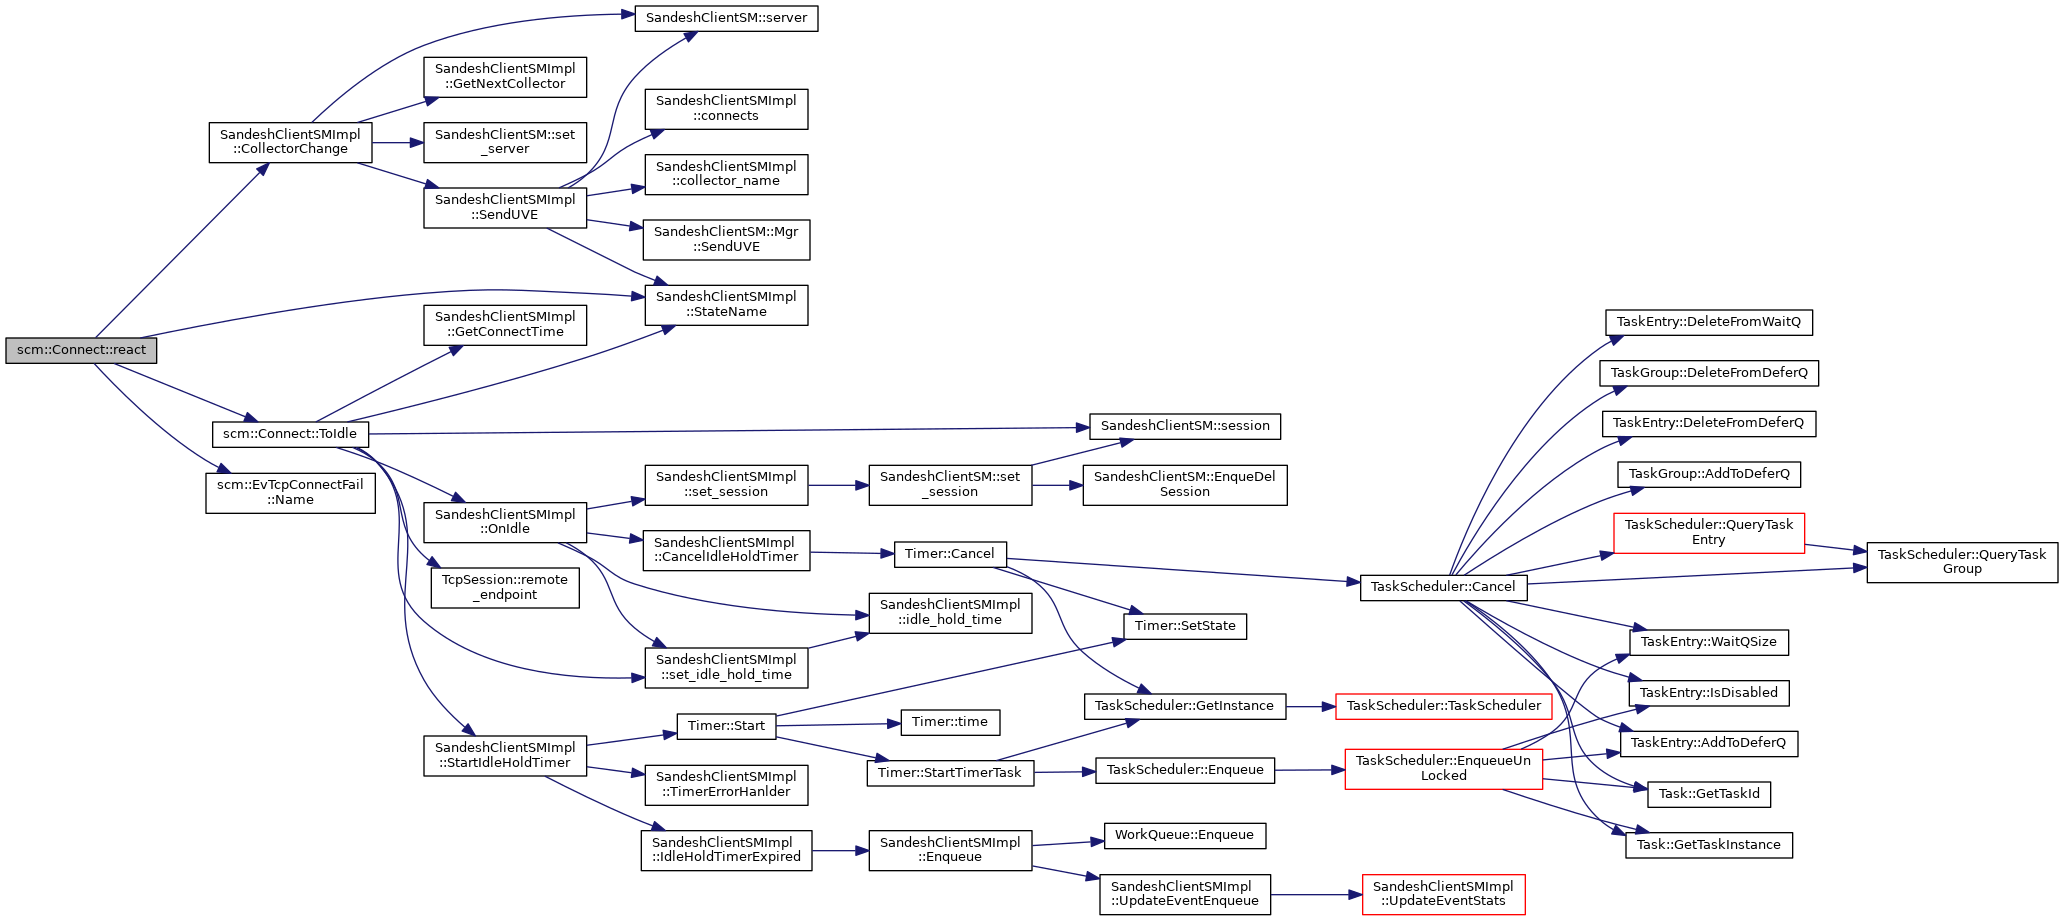 scm::Connect::react
SandeshClientSMImpl
::CollectorChange
scm::Connect::ToIdle
scm::EvTcpConnectFail
::Name
SandeshClientSM::server
SandeshClientSMImpl
::GetNextCollector
SandeshClientSM::set
_server
SandeshClientSMImpl
::SendUVE
SandeshClientSMImpl
::connects
SandeshClientSMImpl
::collector_name
SandeshClientSM::Mgr
::SendUVE
SandeshClientSMImpl
::StateName
SandeshClientSMImpl
::GetConnectTime
SandeshClientSM::session
SandeshClientSMImpl
::OnIdle
TcpSession::remote
_endpoint
SandeshClientSMImpl
::StartIdleHoldTimer
SandeshClientSMImpl
::set_session
SandeshClientSM::set
_session
SandeshClientSM::EnqueDel
Session
SandeshClientSMImpl
::CancelIdleHoldTimer
Timer::Cancel
SandeshClientSMImpl
::idle_hold_time
SandeshClientSMImpl
::set_idle_hold_time
Timer::SetState
TaskScheduler::GetInstance
TaskScheduler::TaskScheduler
Timer::Start
Timer::time
Timer::StartTimerTask
TaskScheduler::Enqueue
TaskScheduler::EnqueueUn
Locked
SandeshClientSMImpl
::TimerErrorHanlder
SandeshClientSMImpl
::IdleHoldTimerExpired
SandeshClientSMImpl
::Enqueue
WorkQueue::Enqueue
SandeshClientSMImpl
::UpdateEventEnqueue
SandeshClientSMImpl
::UpdateEventStats
TaskScheduler::Cancel
TaskEntry::DeleteFromWaitQ
TaskGroup::DeleteFromDeferQ
TaskEntry::DeleteFromDeferQ
TaskGroup::AddToDeferQ
TaskScheduler::QueryTask
Entry
TaskScheduler::QueryTask
Group
TaskEntry::WaitQSize
TaskEntry::IsDisabled
TaskEntry::AddToDeferQ
Task::GetTaskId
Task::GetTaskInstance